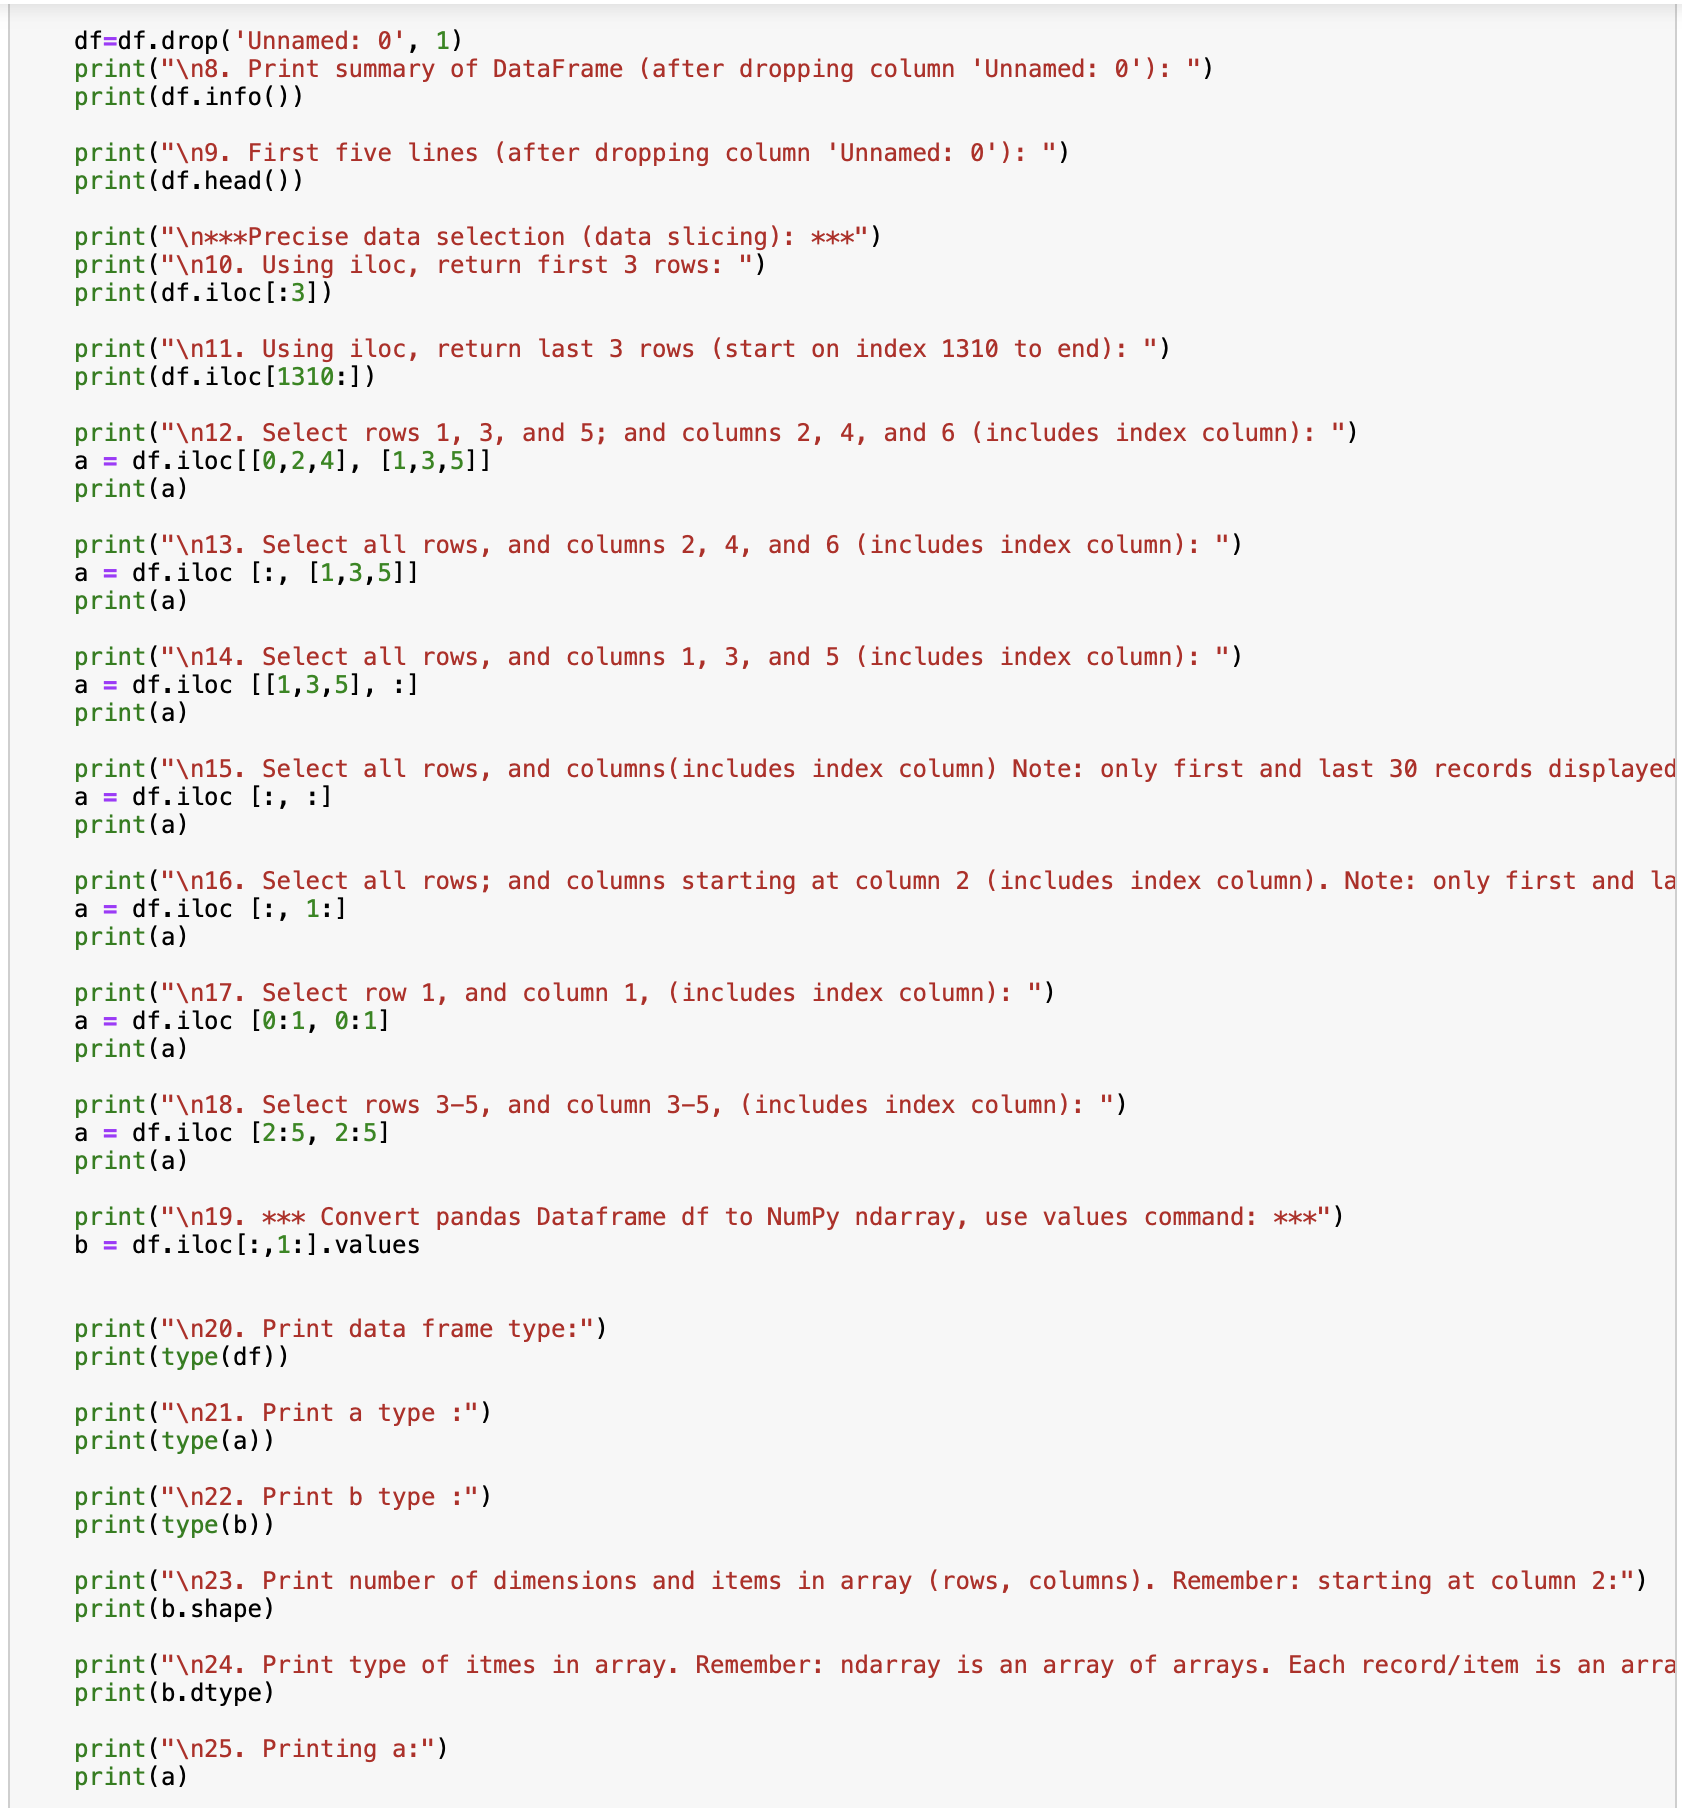 df=df.drop('Unnamed: 0', 1)
print("\n8. Print summary of DataFrame (after dropping column 'Unnamed: 0'): ")
print(df.info())
print("\n9. First five lines (after dropping column 'Unnamed: 0'): ")
print(df.head())
print("\n***Precise data selection (data slicing): ***")
print("\n10. Using iloc, return first 3 rows: ")
print(df.iloc[:3])
print("\n11. Using iloc, return last 3 rows (start on index 1310 to end): ")
print(df.iloc[1310:])
print("\n12. Select rows 1, 3, and 5; and columns 2, 4, and 6 (includes index column): ")
a = df.iloc[[0,2,4], [1,3,5]]
print(a)
print("\n13. Select all rows, and columns 2, 4, and 6 (includes index column): ")
a = df.iloc [:, [1,3,5]]
print(a)
print("\n14. Select all rows, and columns 1, 3, and 5 (includes index column): ")
a = df.iloc [[1,3,5], :]
print(a)
print("\n15. Select all rows, and columns(includes index column) Note: only first and last 30 records displayed
a = df.iloc [:, :]
print(a)
print("\n16. Select all rows; and columns starting at column 2 (includes index column). Note: only first and la
a = df.iloc [:, 1:]
print(a)
print("\n17. Select row 1, and column 1, (includes index column): ")
a = df.iloc [0:1, 0:1]
print(a)
print("\n18. Select rows 3-5, and column 3-5, (includes index column): ")
a = df.iloc [2:5, 2:5]
print(a)
print("\n19. *** Convert pandas Dataframe df to NumPy ndarray, use values command: ***")
b = df.iloc[:,1:].values
print("\n20. Print data frame type:")
print(type(df))
print("\n21. Print a type :")
print(type(a))
print("\n22. Print b type :")
print(type(b))
print("\n23. Print number of dimensions and items in array (rows, columns). Remember: starting at column 2:")
print(b.shape)
print("\n24. Print type of itmes in array. Remember: ndarray is an array of arrays. Each record/item is an arra
print(b.dtype)
print("\n25. Printing a:")
print(a)